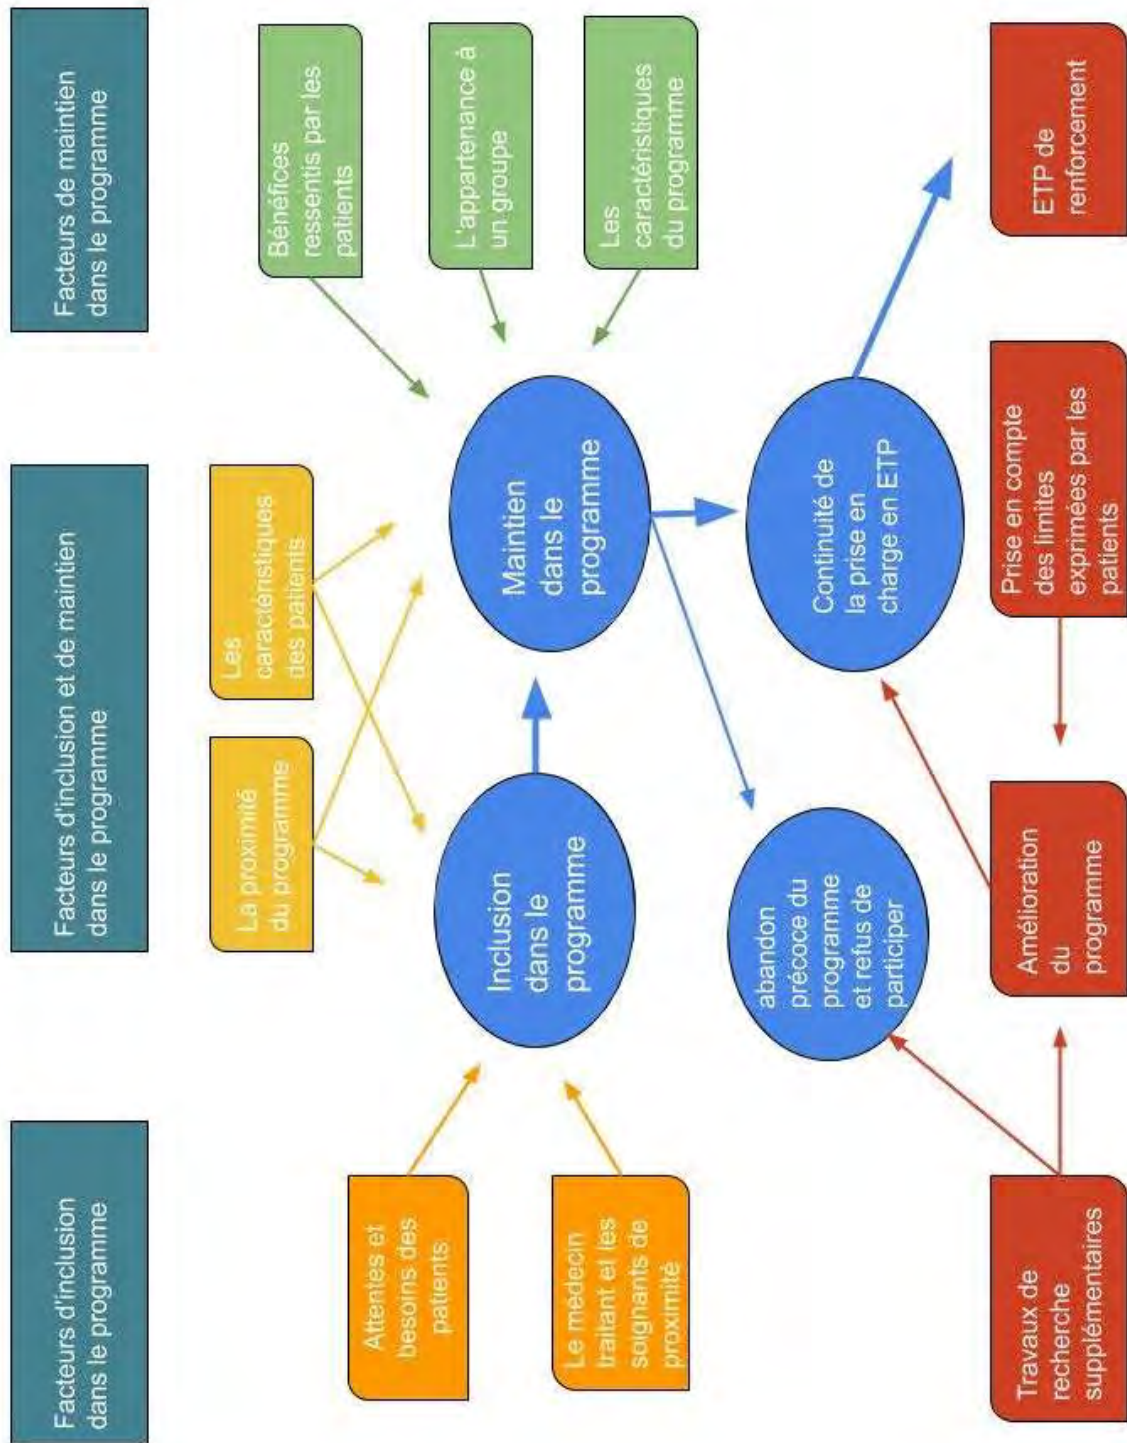 Facteurs d'inclusion
dans le programme
Facteurs d'inclusion et de maintien
dans le programme
Facteurs de maintien
dans le programme
La proximité
du programme
Les
caractéristiques
des patients
Bénéfices
ressentis par les
patients
L'appartenance à
un groupe
Les
caractéristiques
du programme
Attentes et
besoins des
patients
Le médecin
traitant et les
soignants de
proximité
Inclusion
dans le
programme
Maintien
dans le
programme
abandon
précoce du
programme
et refus de
participer
Continuité de
la prise en
charge en ETP
Travaux de
recherche
supplémentaires
Amélioration
du
programme
Prise en compte
des limites
exprimées par les
patients
ETP de
renforcement